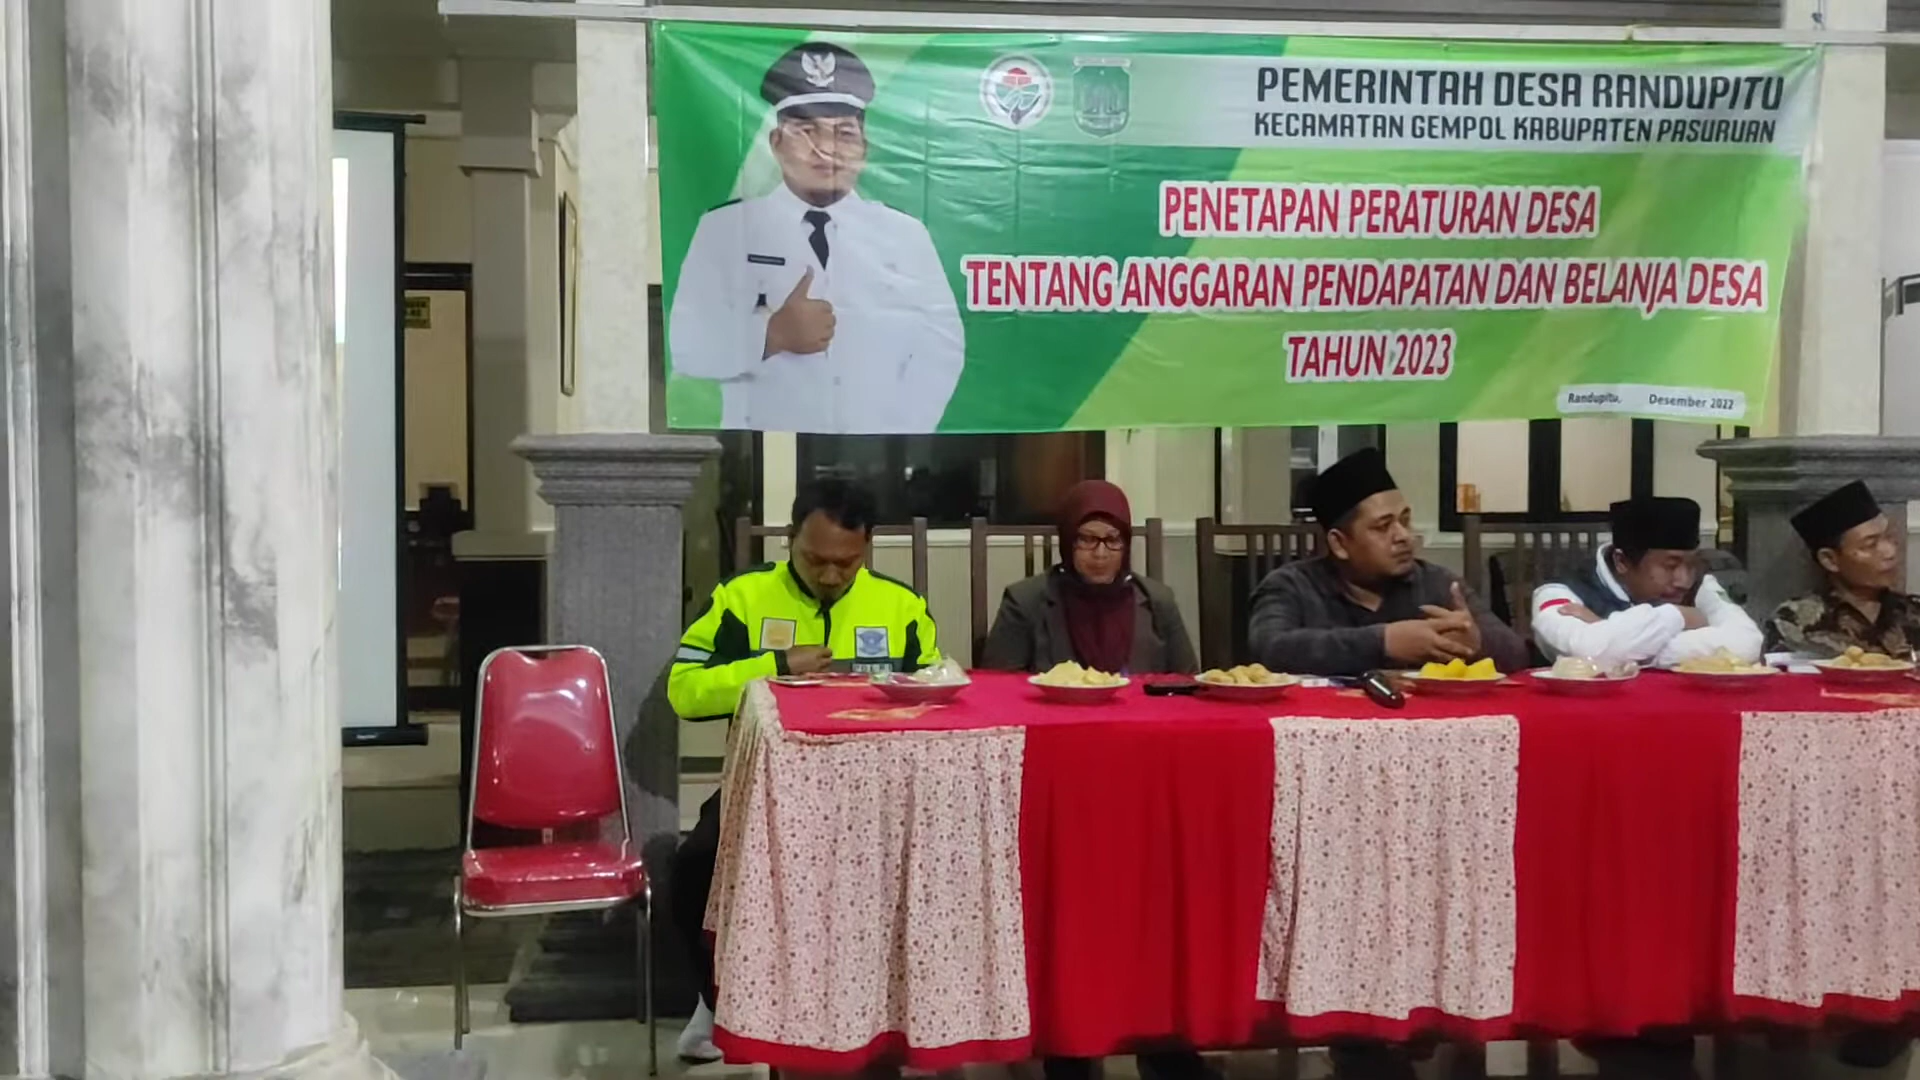 PEMERINTAH DESA RANDUPITU
KECAMATAN GEMPOL KABUPATEN PASURUAN
PENETAPAN PERATURAN DESA
TENTANG ANGGARAN PENDAPATAN DAN BELANJA DESA
TAHUN 2023
Randupitu, Desember 2022